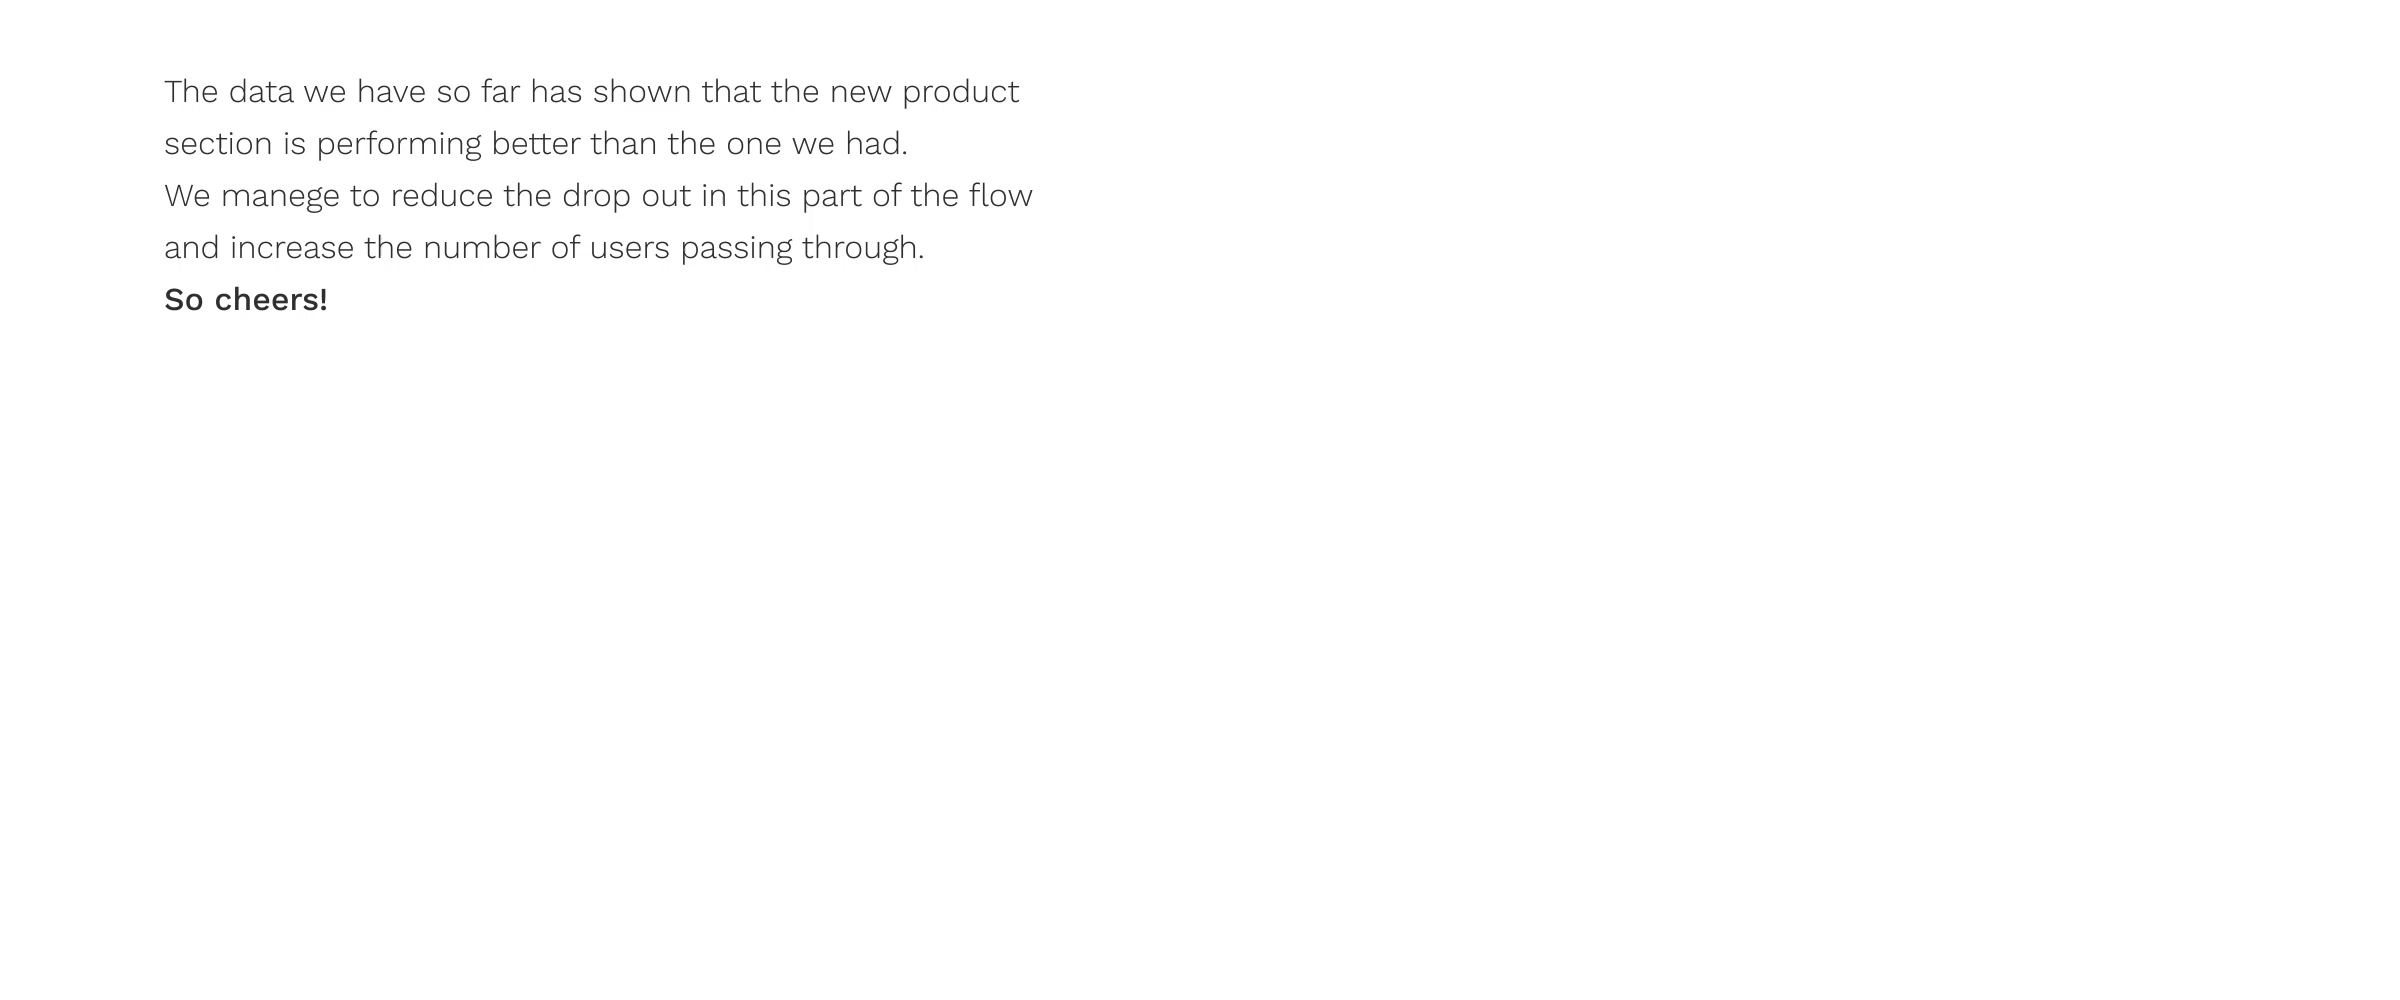 The data we have so far has shown that the new product
section is performing better than the one we had.
We manege to reduce the drop out in this part of the flow
and increase the number of users passing through.
So cheers!